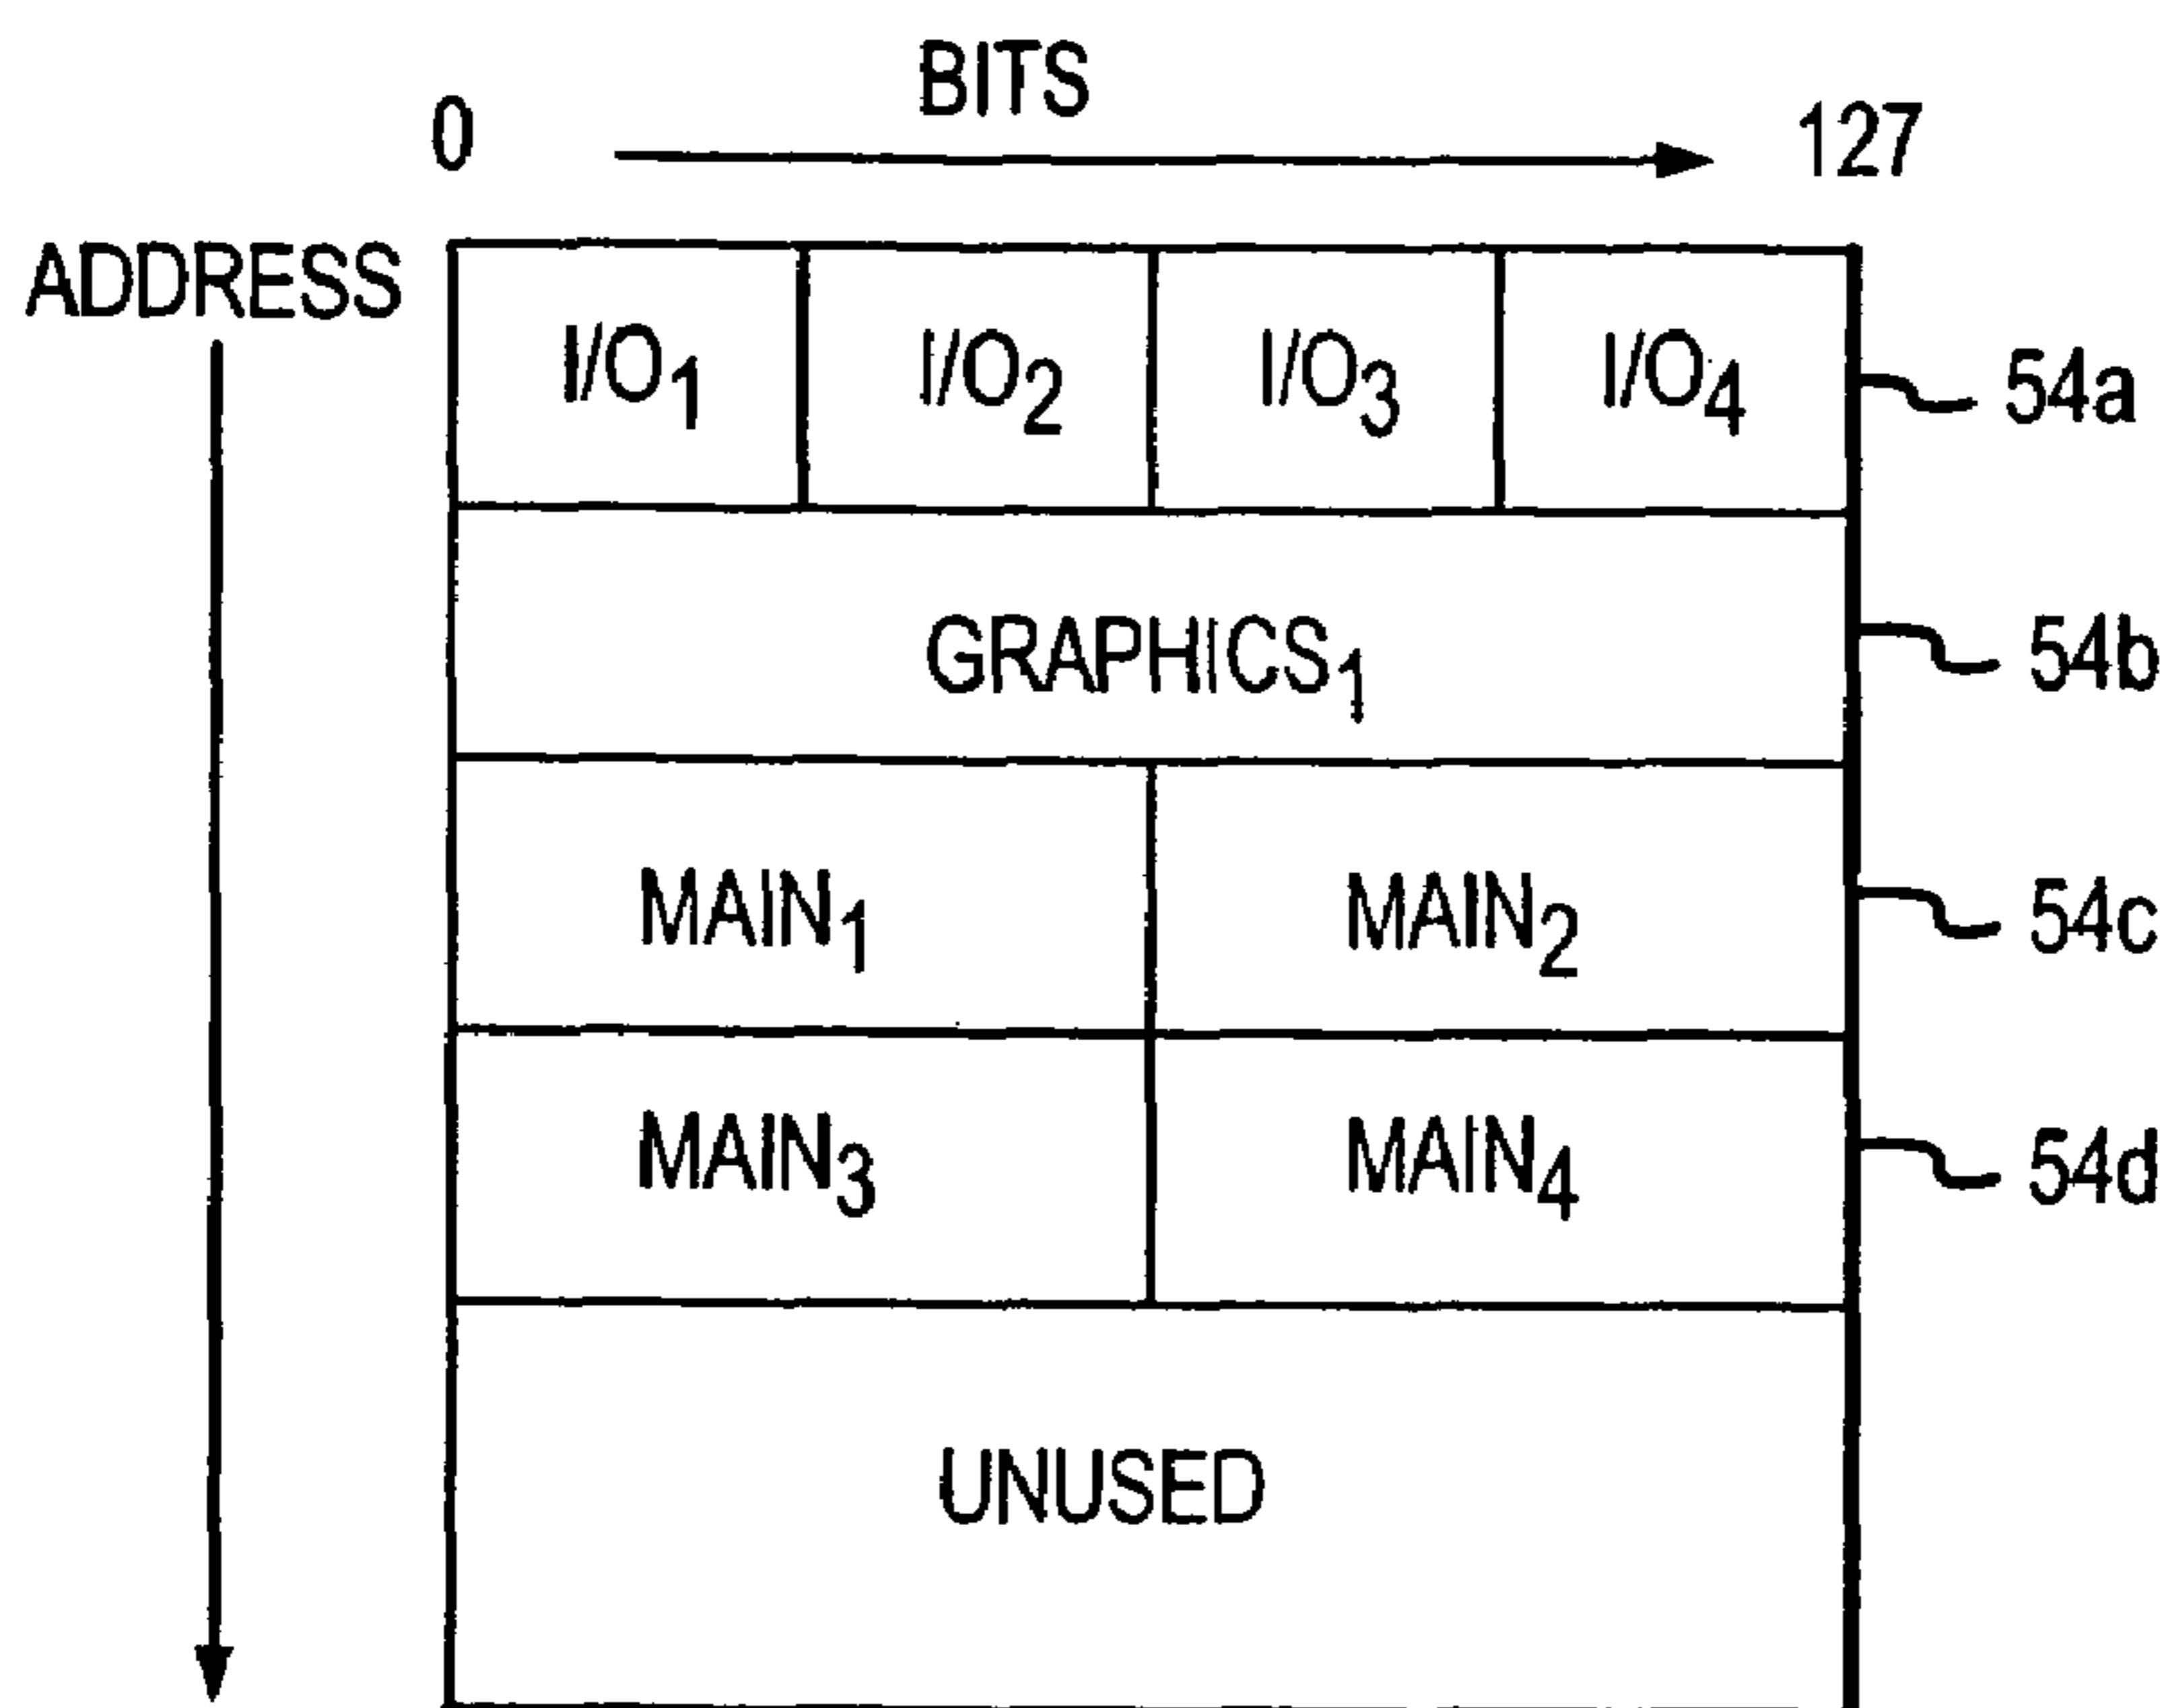 BITS
0 127
ADDRESS
I/O1 I/O2 I/O3 I/O4 54a
GRAPHICS1 54b
MAIN1 MAIN2 54c
MAIN3 MAIN4 54d
UNUSED